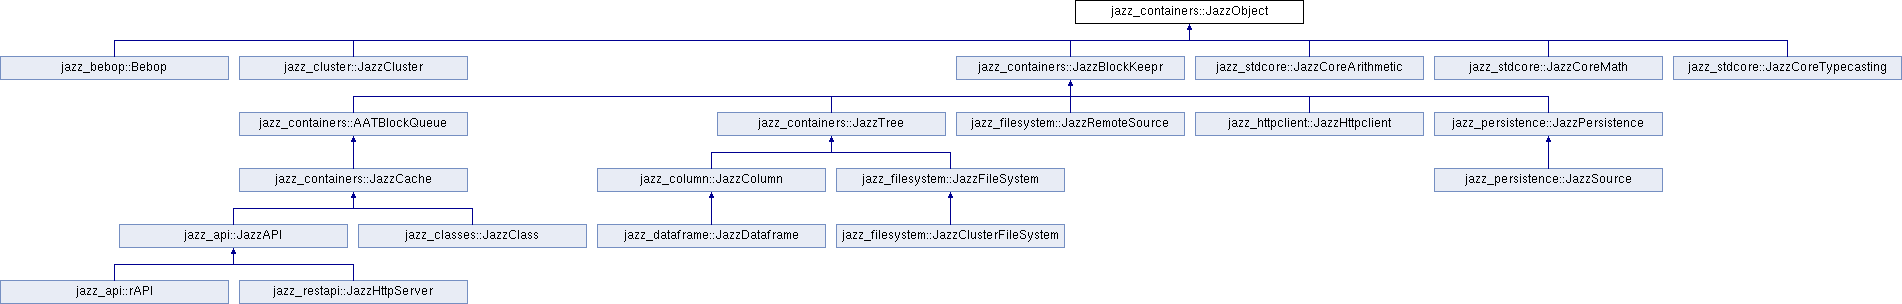 jazz_containers::JazzObject
jazz_bebop::Bebop
jazz_cluster::JazzCluster
jazz_containers::JazzBlockKeepr
jazz_stdcore::JazzCoreArithmetic
jazz_stdcore::JazzCoreMath
jazz_stdcore::JazzCoreTypecasting
jazz_containers::AATBlockQueue
jazz_containers::JazzTree
jazz_filesystem::JazzRemoteSource
jazz_httpclient::JazzHttpclient
jazz_persistence::JazzPersistence
jazz_containers::JazzCache
jazz_column::JazzColumn
jazz_filesystem::JazzFileSystem
jazz_persistence::JazzSource
jazz_api::JazzAPI
jazz_classes::JazzClass
jazz_dataframe::JazzDataframe
jazz_filesystem::JazzClusterFileSystem
jazz_api::rAPI
jazz_restapi::JazzHttpServer